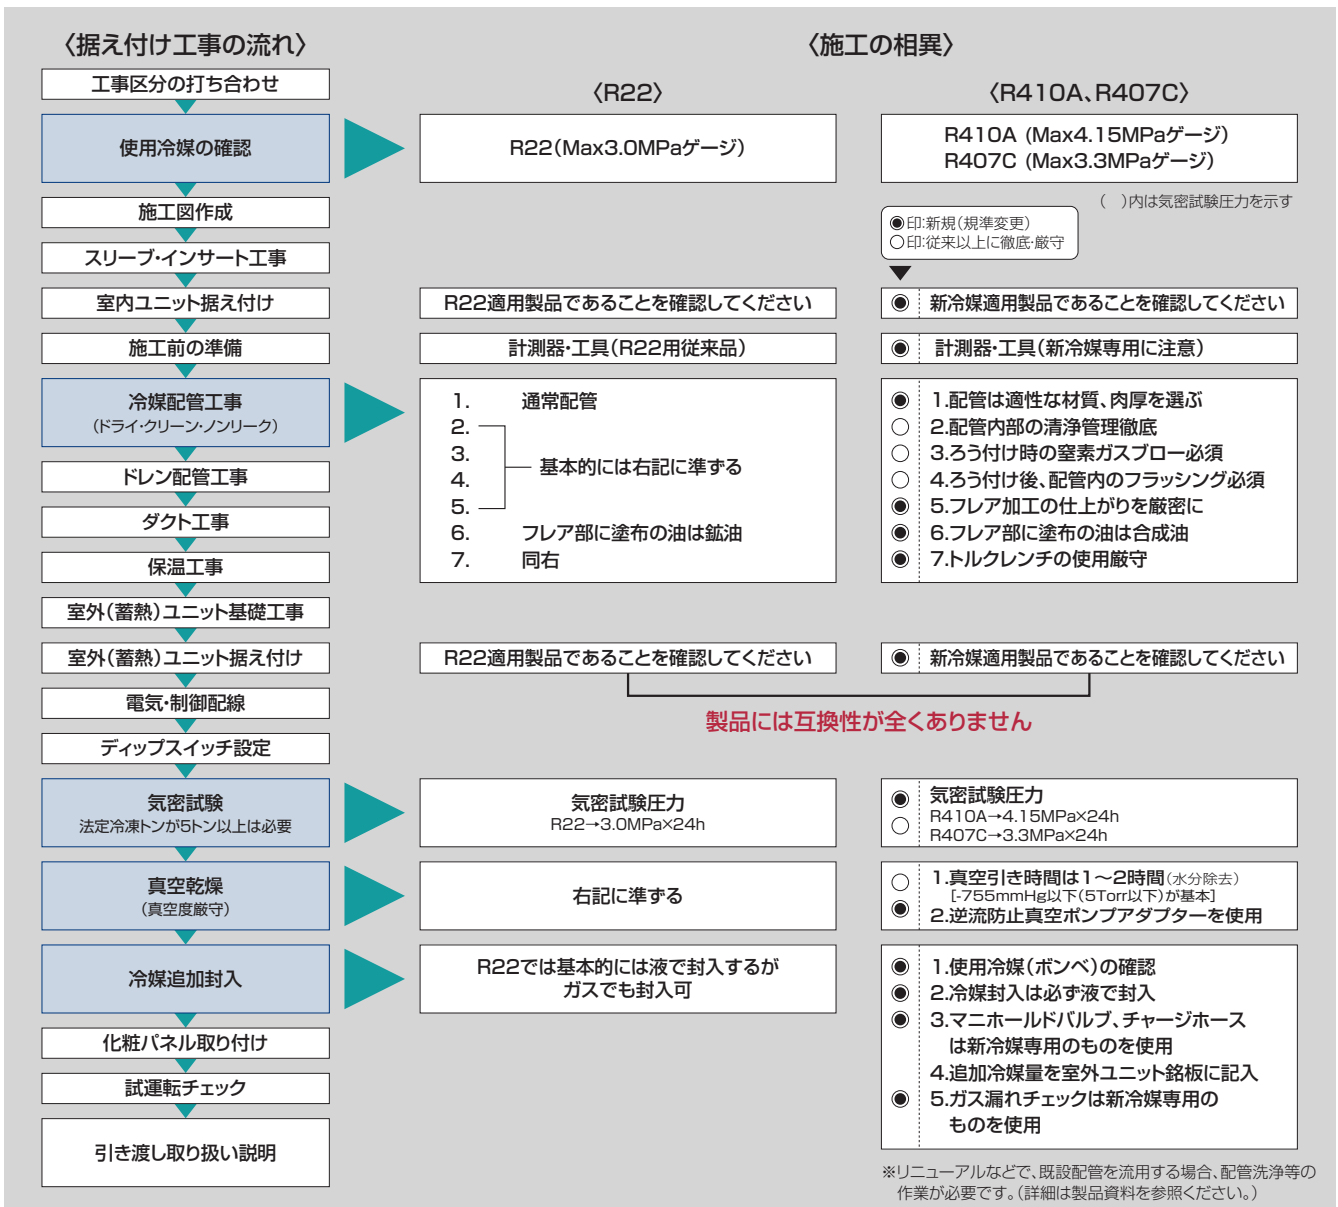 〈据え付け工事の流れ〉
〈施工の相異〉
工事区分の打ち合わせ
〈R22〉
〈R410A、R407C〉
使用冷媒の確認
R22(Max3.0MPaゲージ)
R410A (Max4.15MPaゲージ)
R407C (Max3.3MPaゲージ)
( )内は気密試験圧力を示す
施工図作成
◉印:新規(規準変更)
○印:従来以上に徹底・厳守
スリーブ・インサート工事
室内ユニット据え付け
R22適用製品であることを確認してください
◉ 新冷媒適用製品であることを確認してください
施工前の準備
計測器・工具(R22用従来品)
◉ 計測器・工具(新冷媒専用に注意)
冷媒配管工事
(ドライ・クリーン・ノンリーク)
1. 通常配管
2.
3.
4.
5.
基本的には右記に準ずる
6. フレア部に塗布の油は鉱油
7. 同右
◉ 1.配管は適性な材質、肉厚を選ぶ
○ 2.配管内部の清浄管理徹底
○ 3.ろう付け時の窒素ガスブロー必須
○ 4.ろう付け後、配管内のフラッシング必須
◉ 5.フレア加工の仕上がりを厳密に
◉ 6.フレア部に塗布の油は合成油
◉ 7.トルクレンチの使用厳守
ドレン配管工事
ダクト工事
保温工事
室外(蓄熱)ユニット基礎工事
室外(蓄熱)ユニット据え付け
R22適用製品であることを確認してください
◉ 新冷媒適用製品であることを確認してください
電気・制御配線
製品には互換性が全くありません
ディップスイッチ設定
気密試験
法定冷凍トンが5トン以上は必要
気密試験圧力
R22→3.0MPa×24h
◉ 気密試験圧力
R410A→4.15MPa×24h
○ R407C→3.3MPa×24h
真空乾燥
(真空度厳守)
右記に準ずる
○ 1.真空引き時間は1〜2時間(水分除去)
[-755mmHg以下(5Torr以下)が基本]
◉ 2.逆流防止真空ポンプアダプターを使用
冷媒追加封入
R22では基本的には液で封入するが
ガスでも封入可
◉ 1.使用冷媒(ボンベ)の確認
◉ 2.冷媒封入は必ず液で封入
◉ 3.マニホールドバルブ、チャージホース
は新冷媒専用のものを使用
4.追加冷媒量を室外ユニット銘板に記入
◉ 5.ガス漏れチェックは新冷媒専用の
ものを使用
化粧パネル取り付け
試運転チェック
引き渡し取り扱い説明
※リニューアルなどで、既設配管を流用する場合、配管洗浄等の
作業が必要です。(詳細は製品資料を参照ください。)